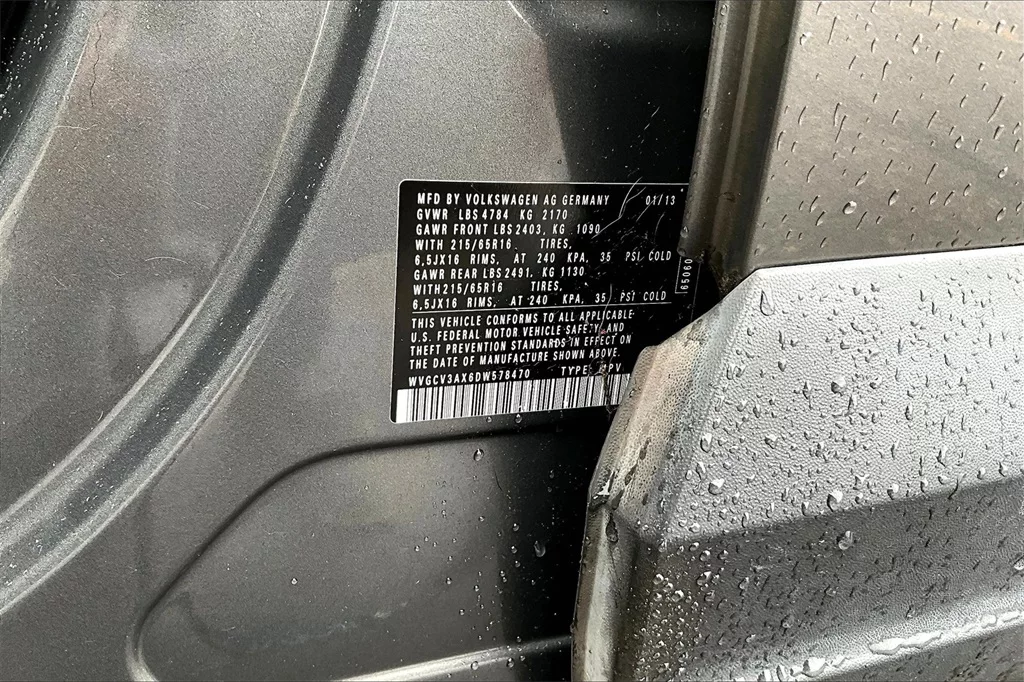 MFD BY VOLKSWAGEN AG GERMANY 01/13
GVWR LBS 4784 KG 2170
GAWR FRONT LBS 2403, KG 1090
WITH 215/65R16 TIRES,
6,5JX16 RIMS, AT 240 KPA, 35 PSI COLD
GAWR REAR LBS 2491, KG 1130
WITH 215/65R16 TIRES,
6,5JX16 RIMS, AT 240 KPA, 35 PSI COLD
THIS VEHICLE CONFORMS TO ALL APPLICABLE
U.S. FEDERAL MOTOR VEHICLE SAFETY AND
THEFT PREVENTION STANDARDS IN EFFECT ON
THE DATE OF MANUFACTURE SHOWN ABOVE.
WVGCV3AX6DW578470 TYPE: MPV
65060